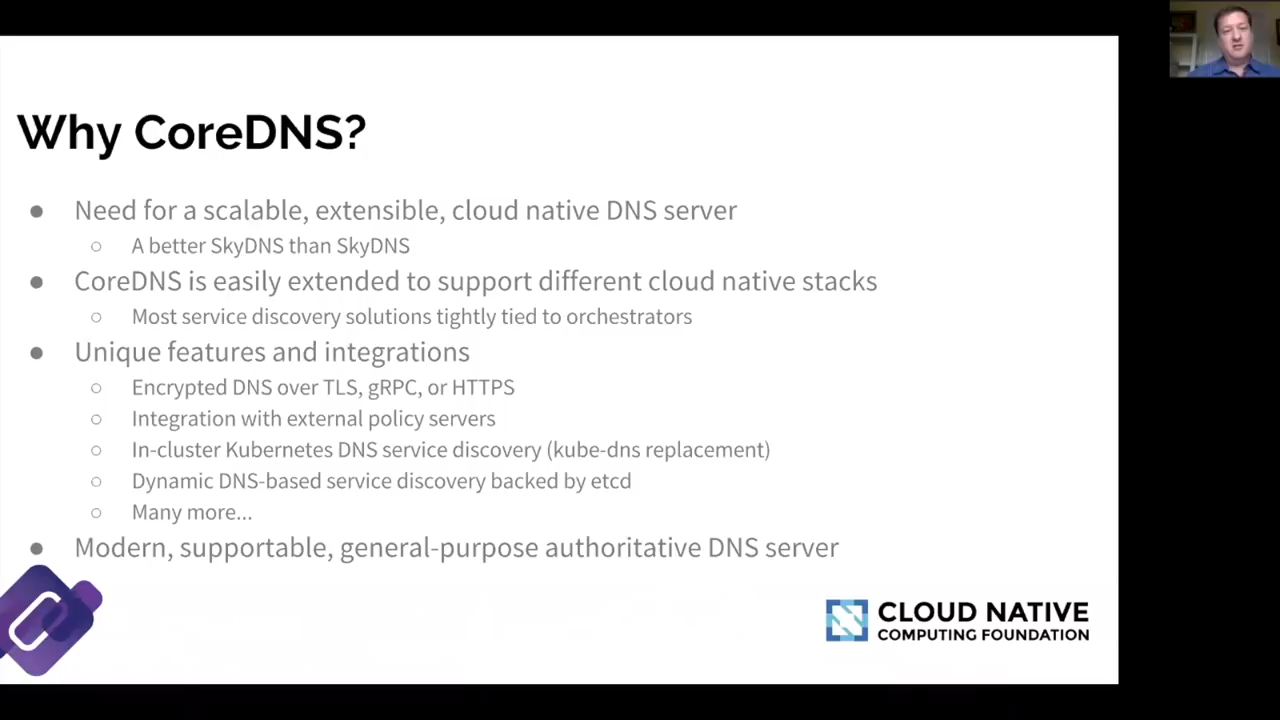 Why CoreDNS?
● Need for a scalable, extensible, cloud native DNS server
○ A better SkyDNS than SkyDNS
● CoreDNS is easily extended to support different cloud native stacks
○ Most service discovery solutions tightly tied to orchestrators
● Unique features and integrations
○ Encrypted DNS over TLS, gRPC, or HTTPS
○ Integration with external policy servers
○ In-cluster Kubernetes DNS service discovery (kube-dns replacement)
○ Dynamic DNS-based service discovery backed by etcd
○ Many more...
● Modern, supportable, general-purpose authoritative DNS server
CLOUD NATIVE
COMPUTING FOUNDATION